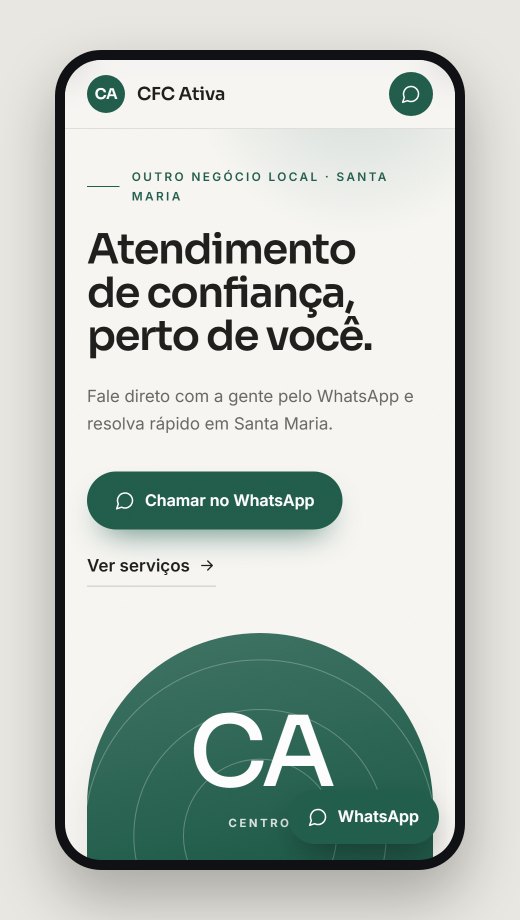 CA
CFC Ativa
OUTRO NEGÓCIO LOCAL · SANTA
MARIA
Atendimento
de confiança,
perto de você.
Fale direto com a gente pelo WhatsApp e
resolva rápido em Santa Maria.
Chamar no WhatsApp
Ver serviços →
CA
CENTRO
WhatsApp